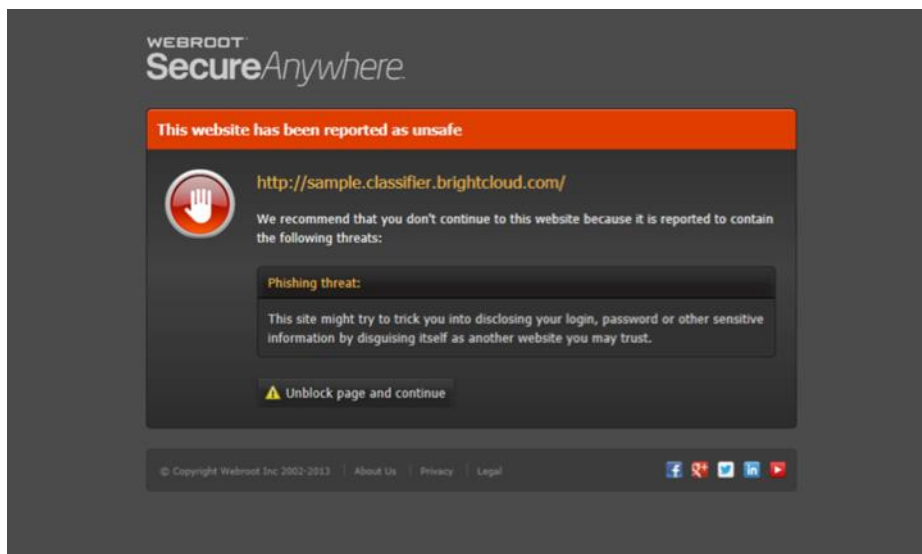 WEBROOT
SecureAnywhere
This website has been reported as unsafe
http://sample.classifier.brightcloud.com/
We recommend that you don't continue to this website because it is reported to contain
the following threats:
Phishing threat:
This site might try to trick you into disclosing your login, password or other sensitive
information by disguising itself as another website you may trust.
Unblock page and continue
© Copyright Webroot Inc 2002-2013 | About Us | Privacy | Legal